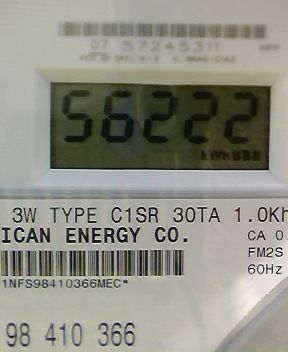 07 57245311
56222
kWh
3W TYPE C1SR 30TA 1.0Kh
ICAN ENERGY CO.
CA 0.
FM2S
60Hz
1NFS98410366MEC*
98 410 366